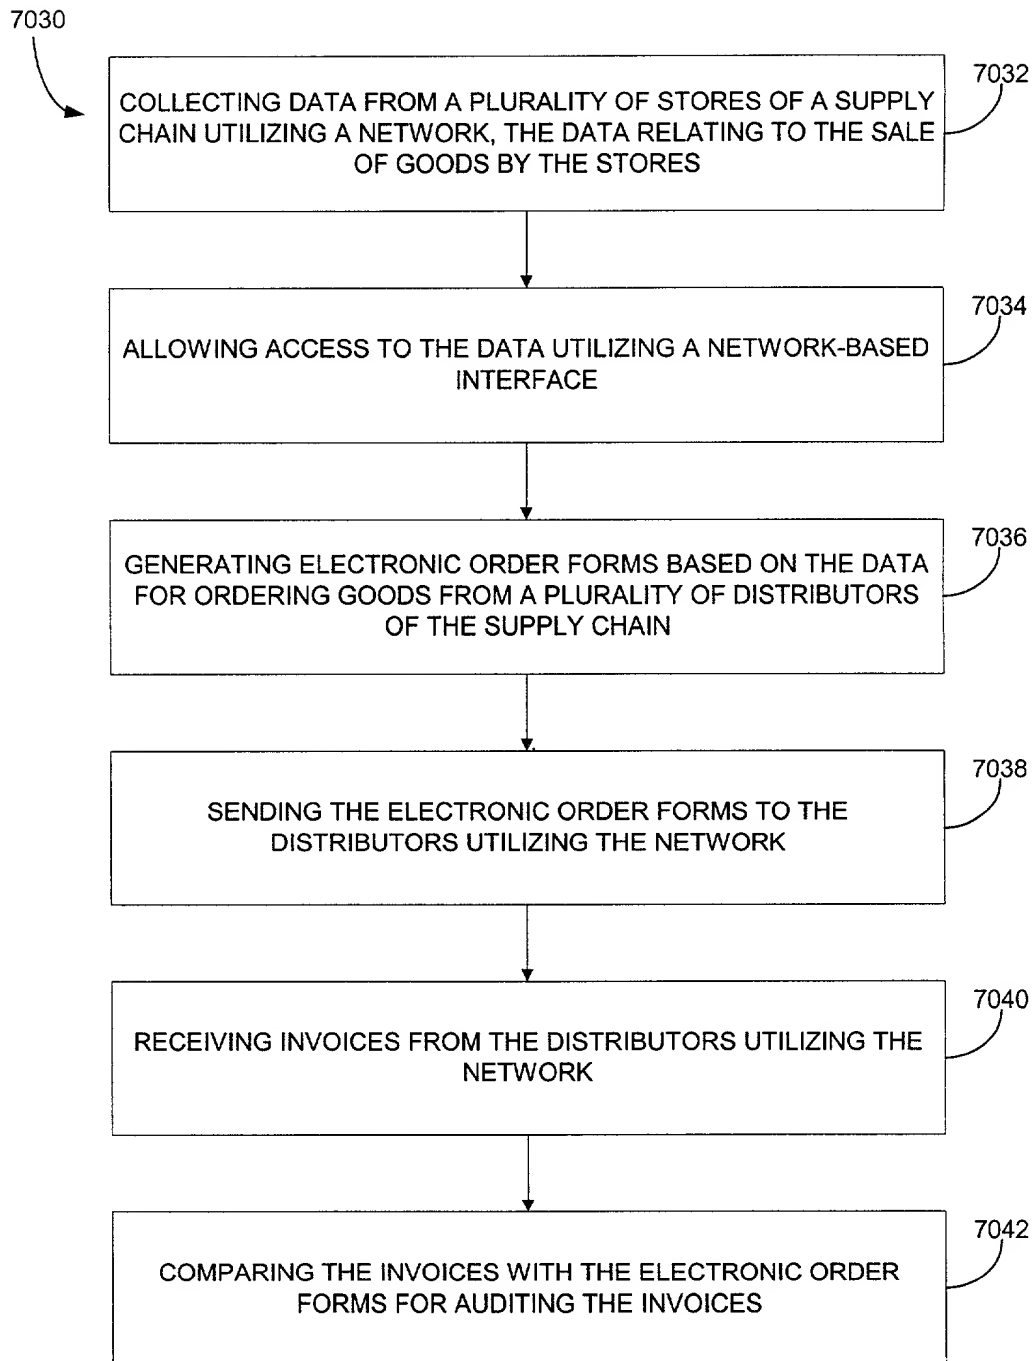 7030
7032
COLLECTING DATA FROM A PLURALITY OF STORES OF A SUPPLY
CHAIN UTILIZING A NETWORK, THE DATA RELATING TO THE SALE
OF GOODS BY THE STORES
7034
ALLOWING ACCESS TO THE DATA UTILIZING A NETWORK-BASED
INTERFACE
7036
GENERATING ELECTRONIC ORDER FORMS BASED ON THE DATA
FOR ORDERING GOODS FROM A PLURALITY OF DISTRIBUTORS
OF THE SUPPLY CHAIN
7038
SENDING THE ELECTRONIC ORDER FORMS TO THE
DISTRIBUTORS UTILIZING THE NETWORK
7040
RECEIVING INVOICES FROM THE DISTRIBUTORS UTILIZING THE
NETWORK
7042
COMPARING THE INVOICES WITH THE ELECTRONIC ORDER
FORMS FOR AUDITING THE INVOICES